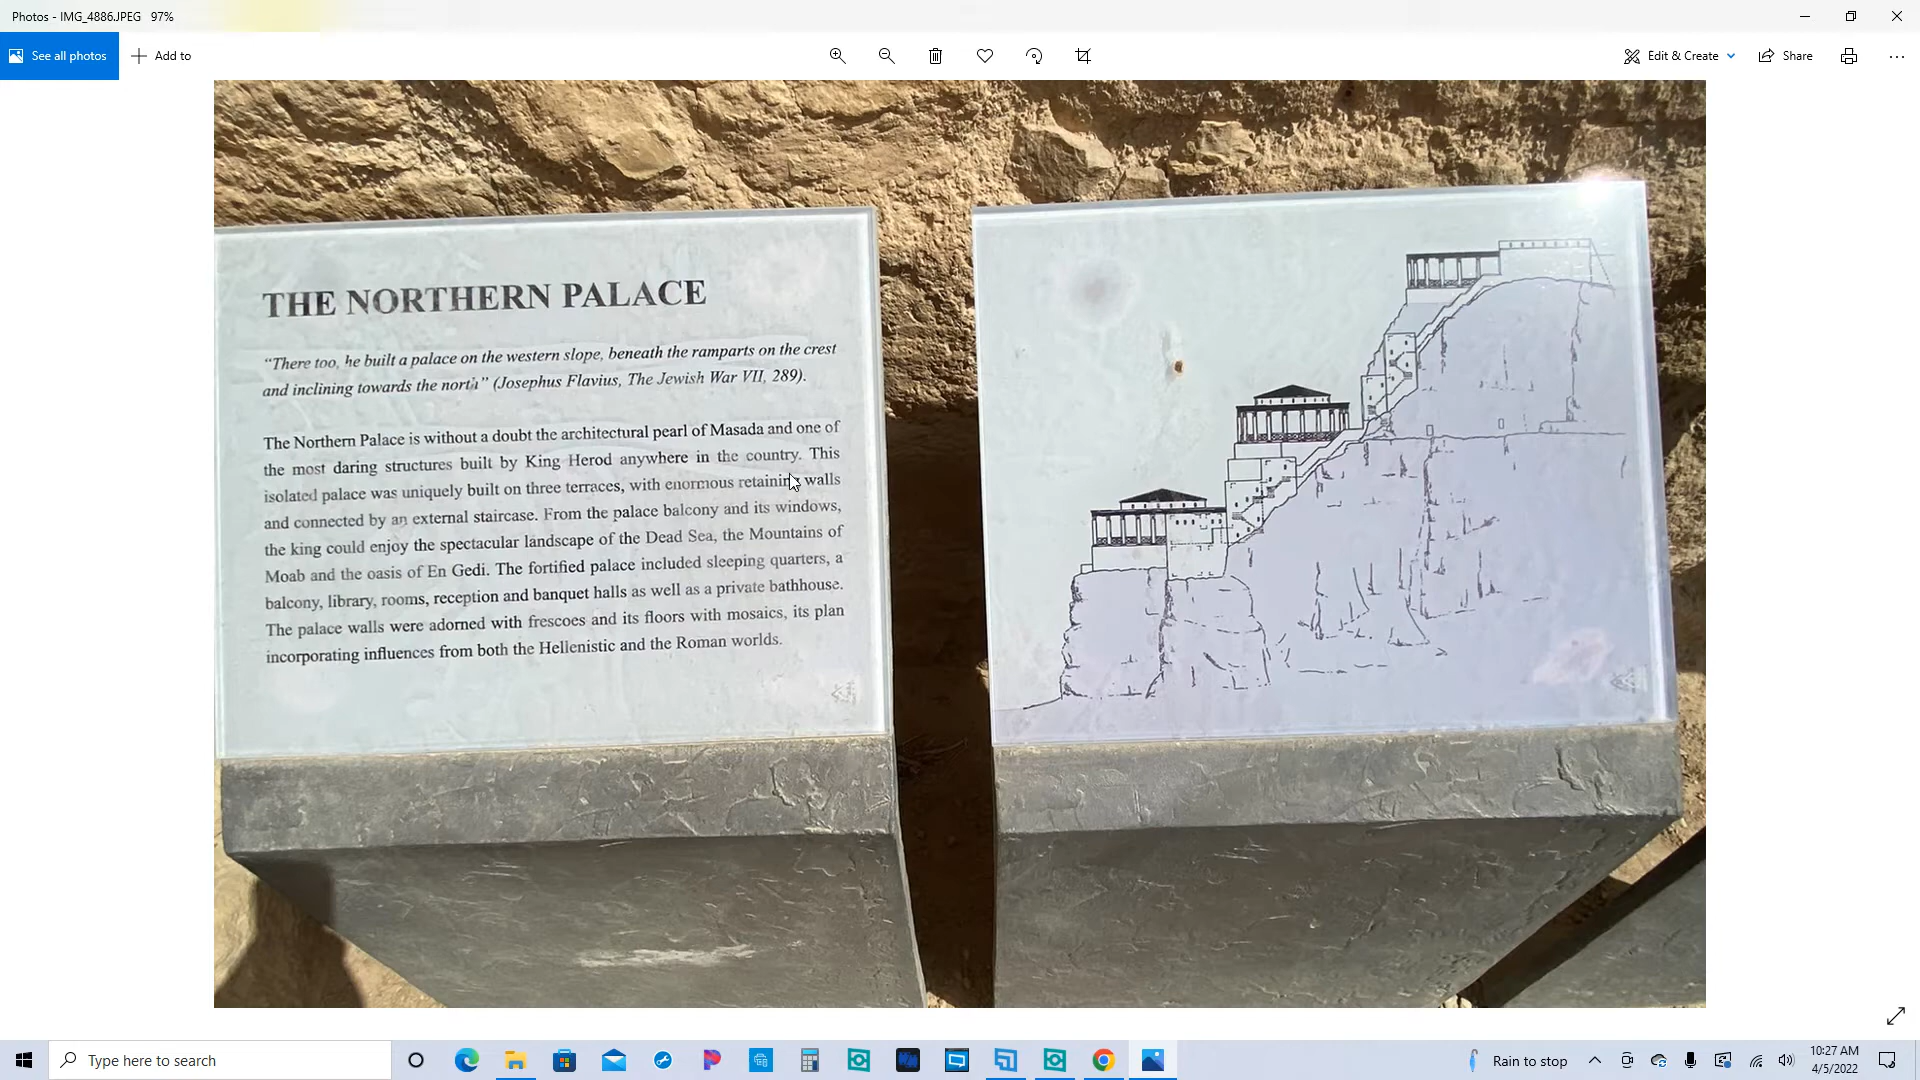 Photos - IMG_4886.JPEG 97%
See all photos
Add to
Edit & Create
Share
THE NORTHERN PALACE
“There too, he built a palace on the western slope, beneath the ramparts on the crest
and inclining towards the north” (Josephus Flavius, The Jewish War VII, 289).
The Northern Palace is without a doubt the architectural pearl of Masada and one of
the most daring structures built by King Herod anywhere in the country. This
isolated palace was uniquely built on three terraces, with enormous retaining walls
and connected by an external staircase. From the palace balcony and its windows,
the king could enjoy the spectacular landscape of the Dead Sea, the Mountains of
Moab and the oasis of En Gedi. The fortified palace included sleeping quarters, a
balcony, library, rooms, reception and banquet halls as well as a private bathhouse.
The palace walls were adorned with frescoes and its floors with mosaics, its plan
incorporating influences from both the Hellenistic and the Roman worlds.
Type here to search
Rain to stop
10:27 AM
4/5/2022